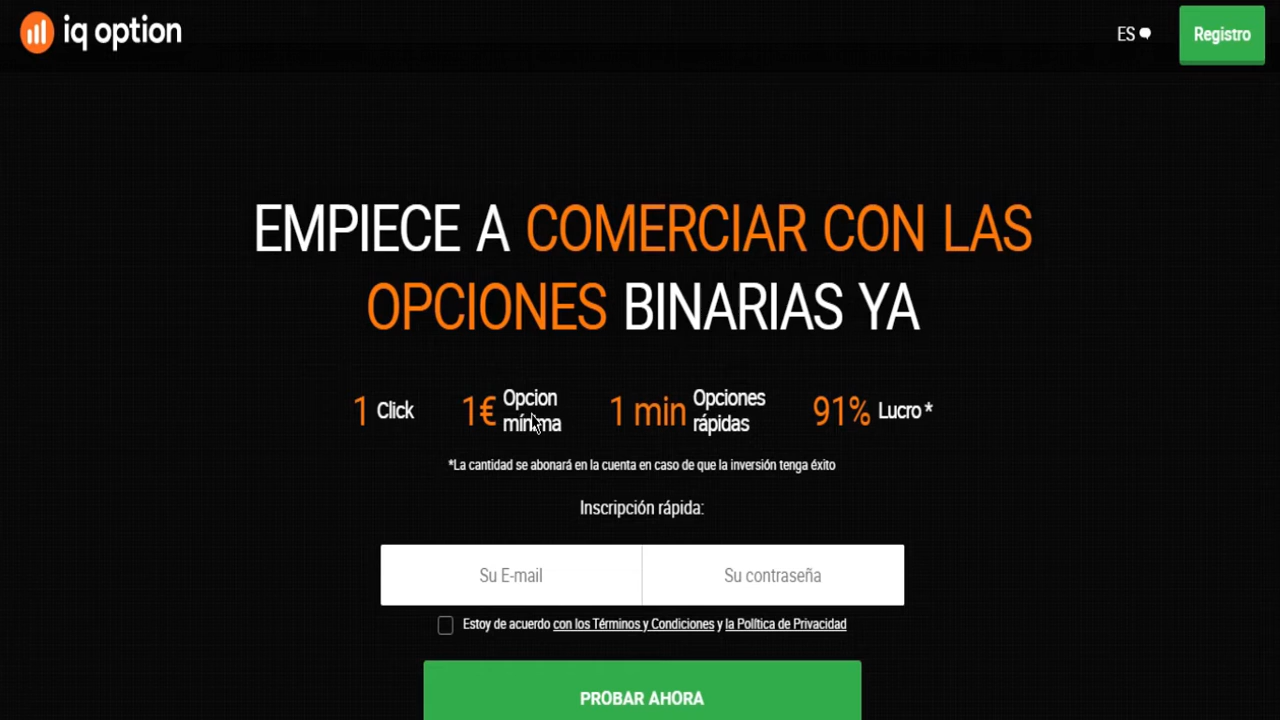 iq option
ES
Registro
EMPIECE A COMERCIAR CON LAS
OPCIONES BINARIAS YA
1 Click
1€ Opcion mínima
1 min Opciones rápidas
91% Lucro *
*La cantidad se abonará en la cuenta en caso de que la inversión tenga éxito
Inscripción rápida:
Su E-mail
Su contraseña
Estoy de acuerdo con los Términos y Condiciones y la Política de Privacidad
PROBAR AHORA